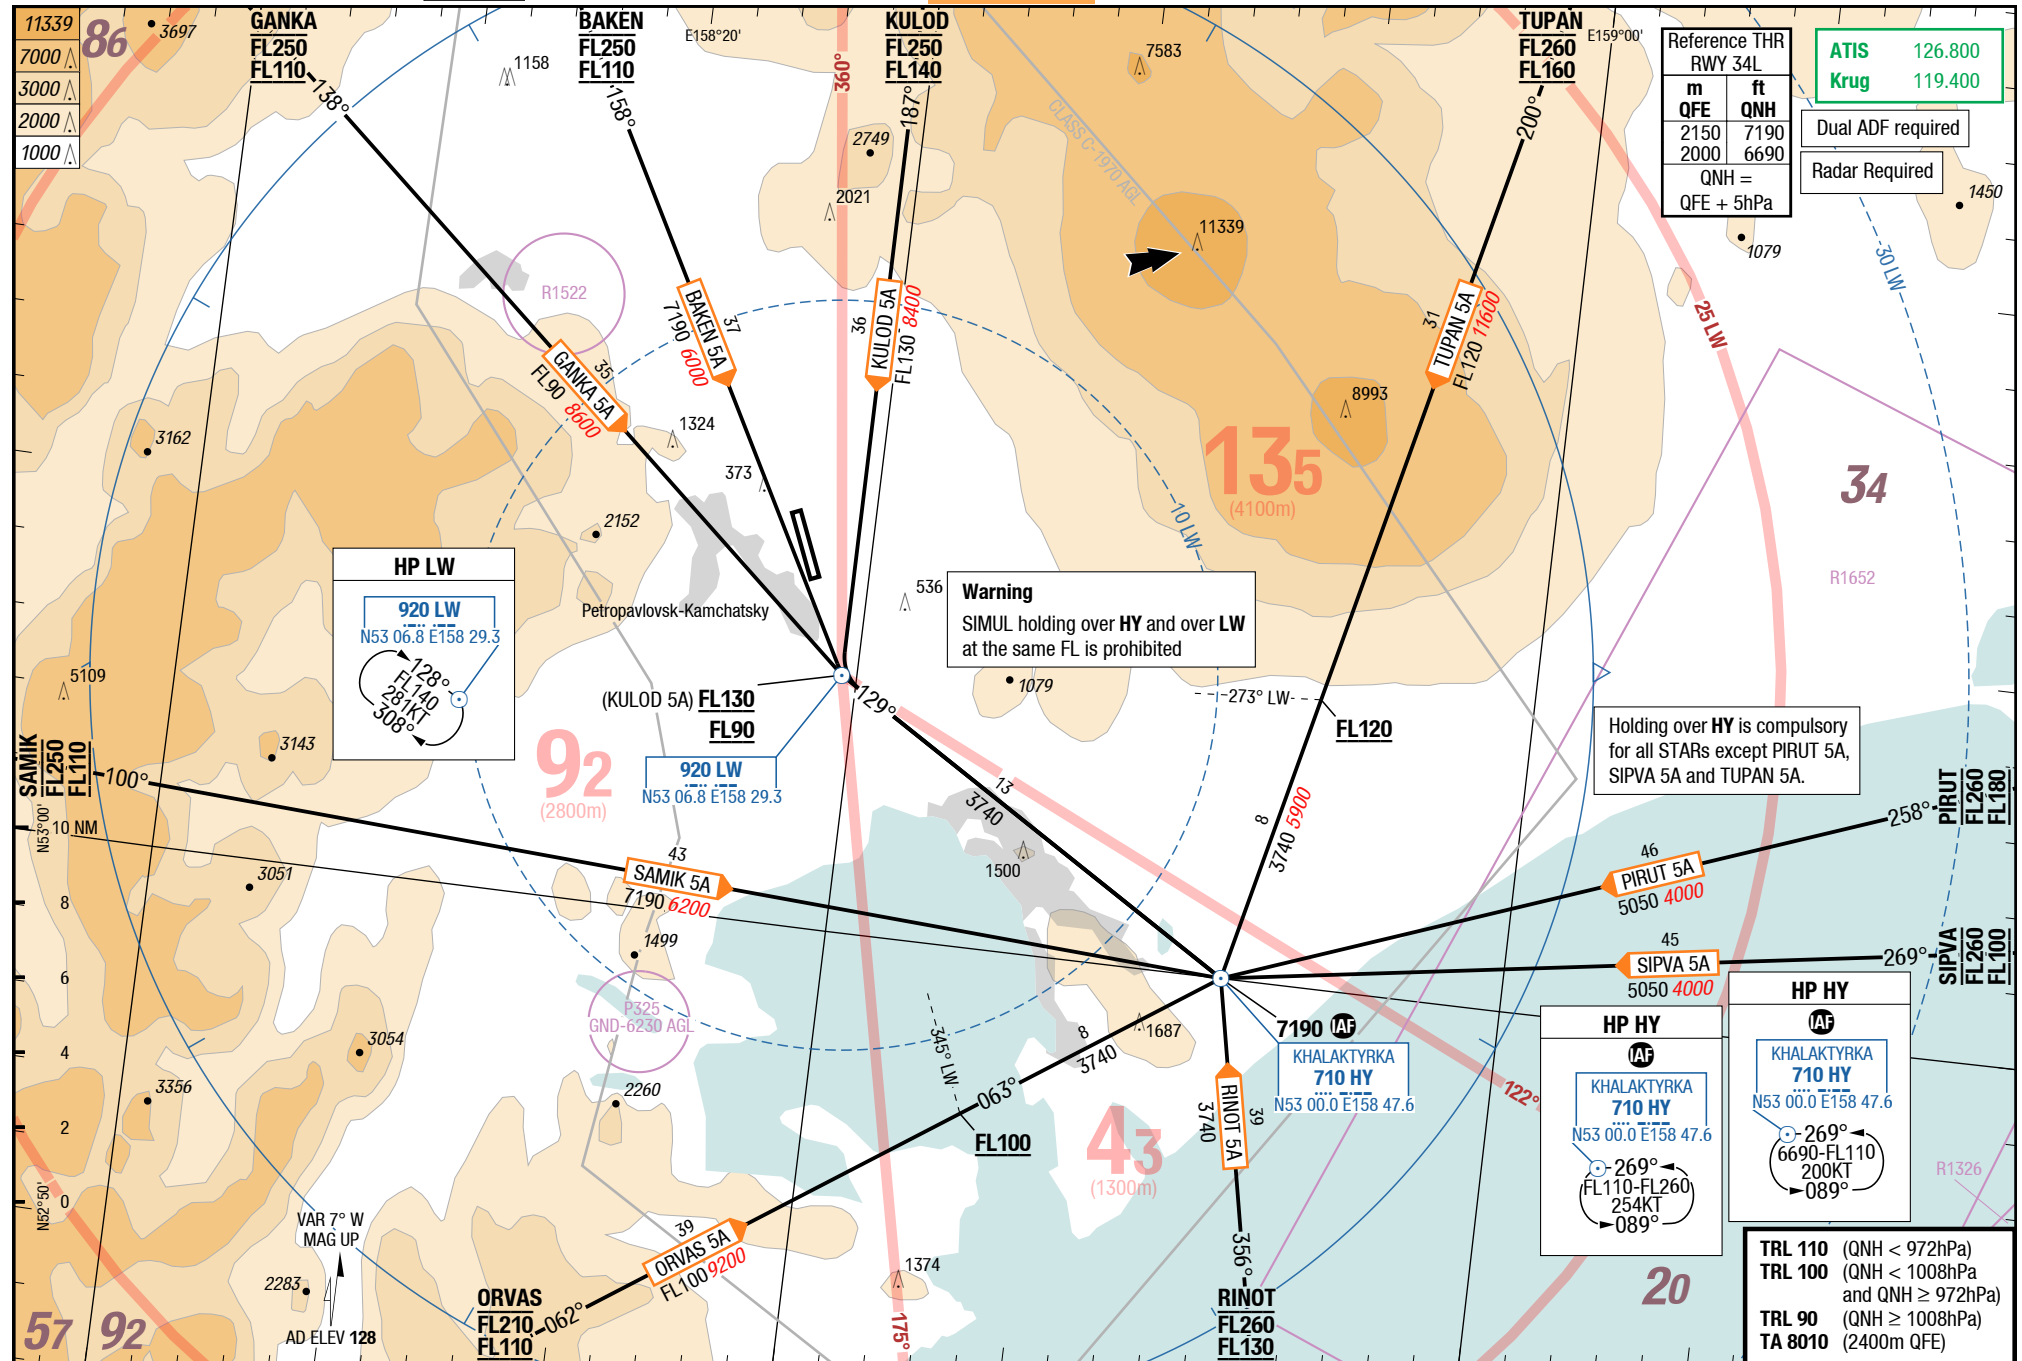 11339
7000
3000
2000
1000
86
3697
GANKA
FL250
FL110
138°
1158
BAKEN
FL250
FL110
158°
E158°20'
360°
KULOD
FL250
FL140
187°
2749
2021
7583
CLASS C-1970 AGL
11339
TUPAN
FL260
FL160
200°
E159°00'
Reference THR
RWY 34L
m ft
QFE QNH
2150 7190
2000 6690
QNH =
QFE + 5hPa
ATIS 126.800
Krug 119.400
Dual ADF required
Radar Required
1450
1079
30 LW
25 LW
R1522
GANKA 5A
35
FL90 8600
BAKEN 5A
37
7190 6000
KULOD 5A
36
FL130 8400
TUPAN 5A
31
FL120 11600
8993
135
(4100m)
34
R1652
10 LW
3162
1324
373
2152
Petropavlovsk-Kamchatsky
536
HP LW
920 LW
N53 06.8 E158 29.3
128°
FL140
281KT
308°
Warning
SIMUL holding over HY and over LW
at the same FL is prohibited
1079
273° LW
FL120
5109
3143
SAMIK
FL250
FL110
100°
(KULOD 5A) FL130
FL90
920 LW
N53 06.8 E158 29.3
129°
92
(2800m)
13
3740
8
3740 5900
Holding over HY is compulsory
for all STARs except PIRUT 5A,
SIPVA 5A and TUPAN 5A.
PIRUT
FL260
FL180
258°
46
PIRUT 5A
5050 4000
N53°00'
10 NM
8
6
4
2
0
N52°50'
3051
43
SAMIK 5A
7190 6200
1500
1499
P325
GND-6230 AGL
45
SIPVA 5A
5050 4000
269°
SIPVA
FL260
FL100
3054
3356
2260
345° LW
8
3740
1687
063°
FL100
7190 IAF
KHALAKTYRKA
710 HY
N53 00.0 E158 47.6
RINOT 5A
39
3740
122°
HP HY
IAF
KHALAKTYRKA
710 HY
N53 00.0 E158 47.6
269°
FL110-FL260
254KT
089°
HP HY
IAF
KHALAKTYRKA
710 HY
N53 00.0 E158 47.6
269°
6690-FL110
200KT
089°
R1326
43
(1300m)
VAR 7° W
MAG UP
2283
AD ELEV 128
57
92
39
ORVAS 5A
FL100 9200
ORVAS
FL210
FL110
062°
1374
175°
356°
RINOT
FL260
FL130
20
TRL 110 (QNH < 972hPa)
TRL 100 (QNH < 1008hPa
and QNH ≥ 972hPa)
TRL 90 (QNH ≥ 1008hPa)
TA 8010 (2400m QFE)